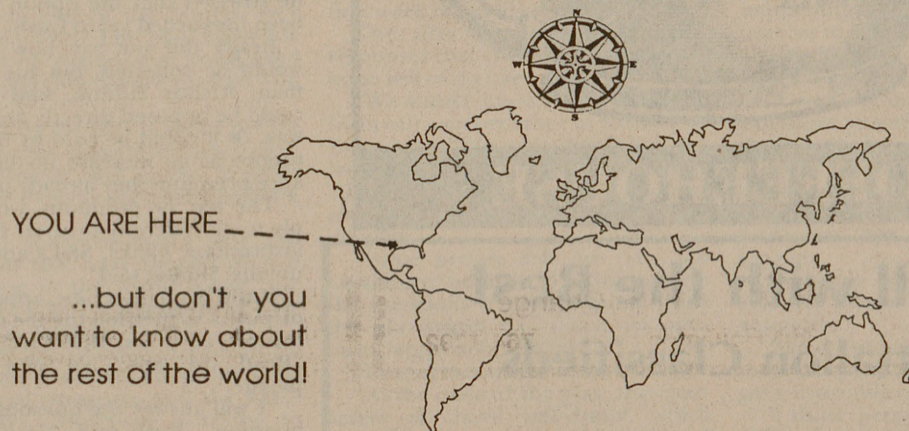 N
W E
S
YOU ARE HERE
...but don't you
want to know about
the rest of the world!